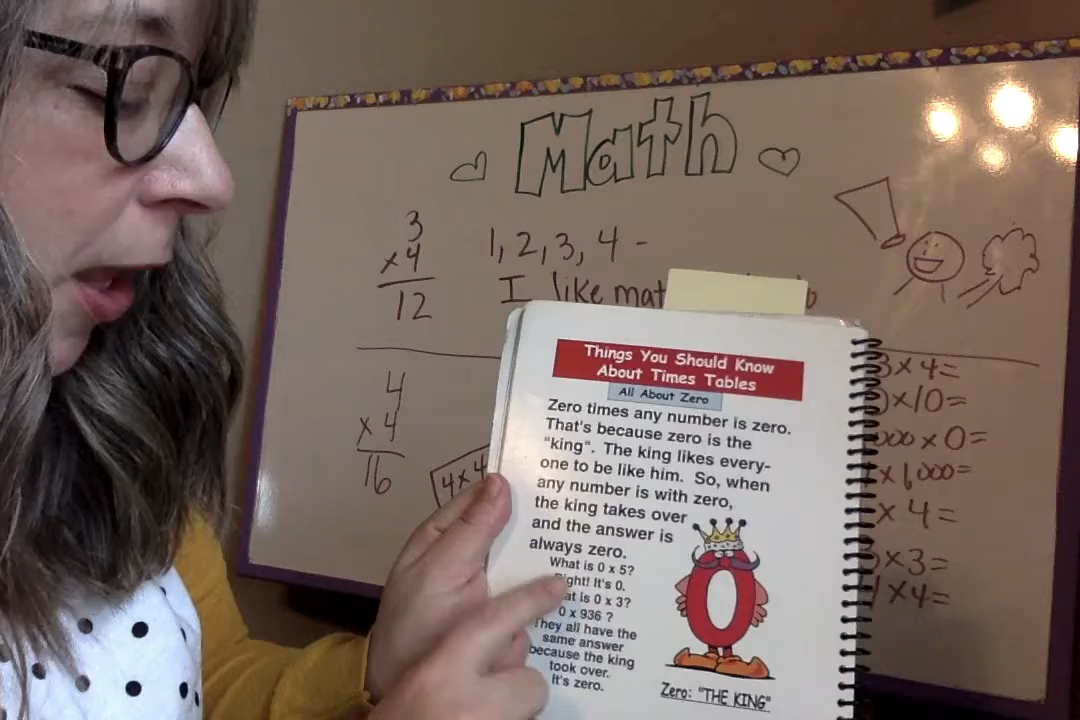 Math
3
x4
12
1, 2, 3, 4 -
I like mat
4
x4
16
4x4
Things You Should Know
About Times Tables
All About Zero
Zero times any number is zero.
That's because zero is the
"king". The king likes every-
one to be like him. So, when
any number is with zero,
the king takes over
and the answer is
always zero.
What is 0 x 5?
Right! It's 0.
at is 0 x 3?
0 x 936 ?
They all have the
same answer
because the king
took over.
It's zero.
0
Zero: "THE KING"
3x4=
x10=
000x0=
x1,000=
x4=
x3=
x4=